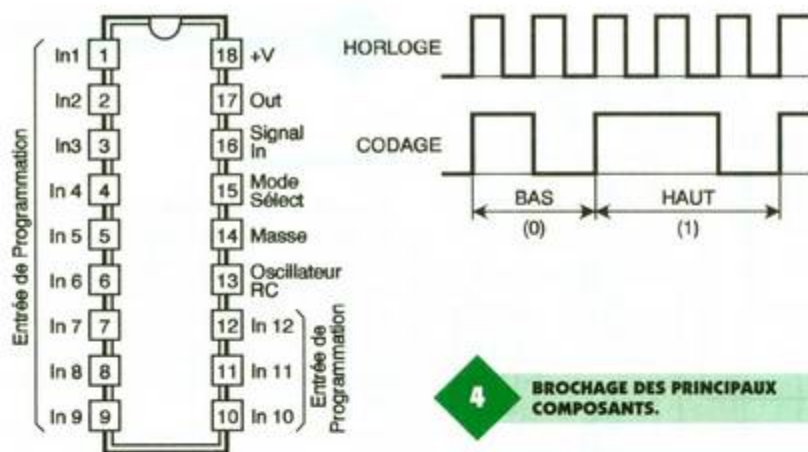 Entrée de Programmation
In1 1
In2 2
In3 3
In 4 4
In 5 5
In 6 6
In 7 7
In 8 8
In 9 9
18 +V
17 Out
16 Signal
In
15 Mode
Sélect
14 Masse
13 Oscillateur
RC
12 In 12
11 In 11
10 In 10
Entrée de
Programmation
HORLOGE
CODAGE
BAS
(0)
HAUT
(1)
4
BROCHAGE DES PRINCIPAUX
COMPOSANTS.